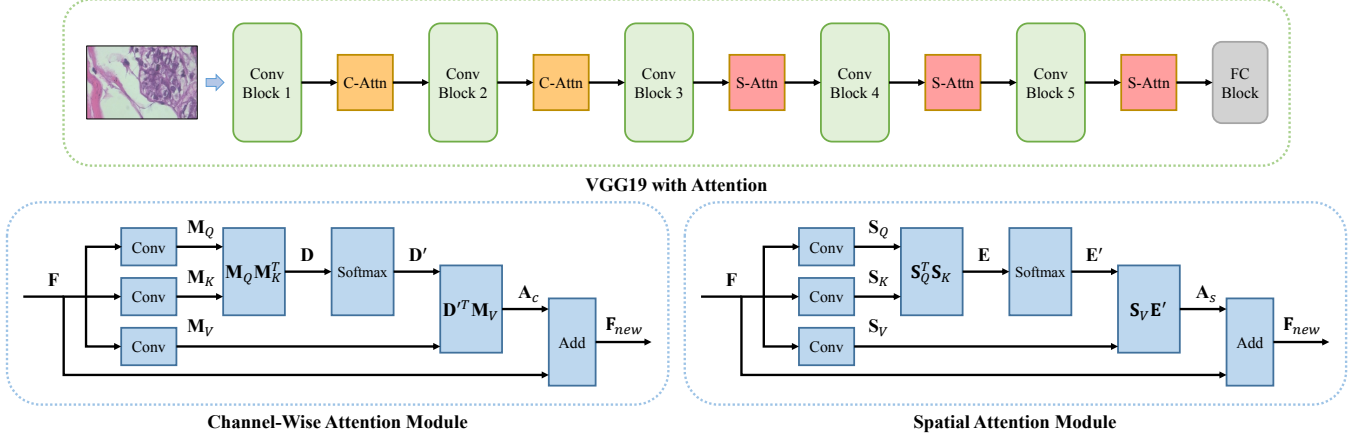 Conv
Block 1
C-Attn
Conv
Block 2
C-Attn
Conv
Block 3
S-Attn
Conv
Block 4
S-Attn
Conv
Block 5
S-Attn
FC
Block
VGG19 with Attention
F
Conv
Conv
Conv
M_Q
M_K
M_V
M_Q M_K^T
D
Softmax
D′
D′^T M_V
A_c
Add
F_new
Channel-Wise Attention Module
F
Conv
Conv
Conv
S_Q
S_K
S_V
S_Q^T S_K
E
Softmax
E′
S_V E′
A_s
Add
F_new
Spatial Attention Module